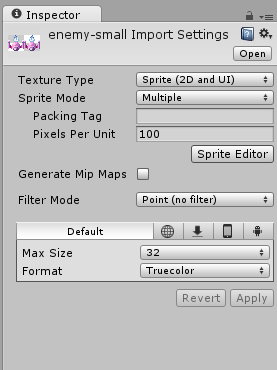 Inspector
enemy-small Import Settings
Open
Texture Type Sprite (2D and UI)
Sprite Mode Multiple
Packing Tag
Pixels Per Unit 100
Sprite Editor
Generate Mip Maps
Filter Mode Point (no filter)
Default
Max Size 32
Format Truecolor
Revert Apply